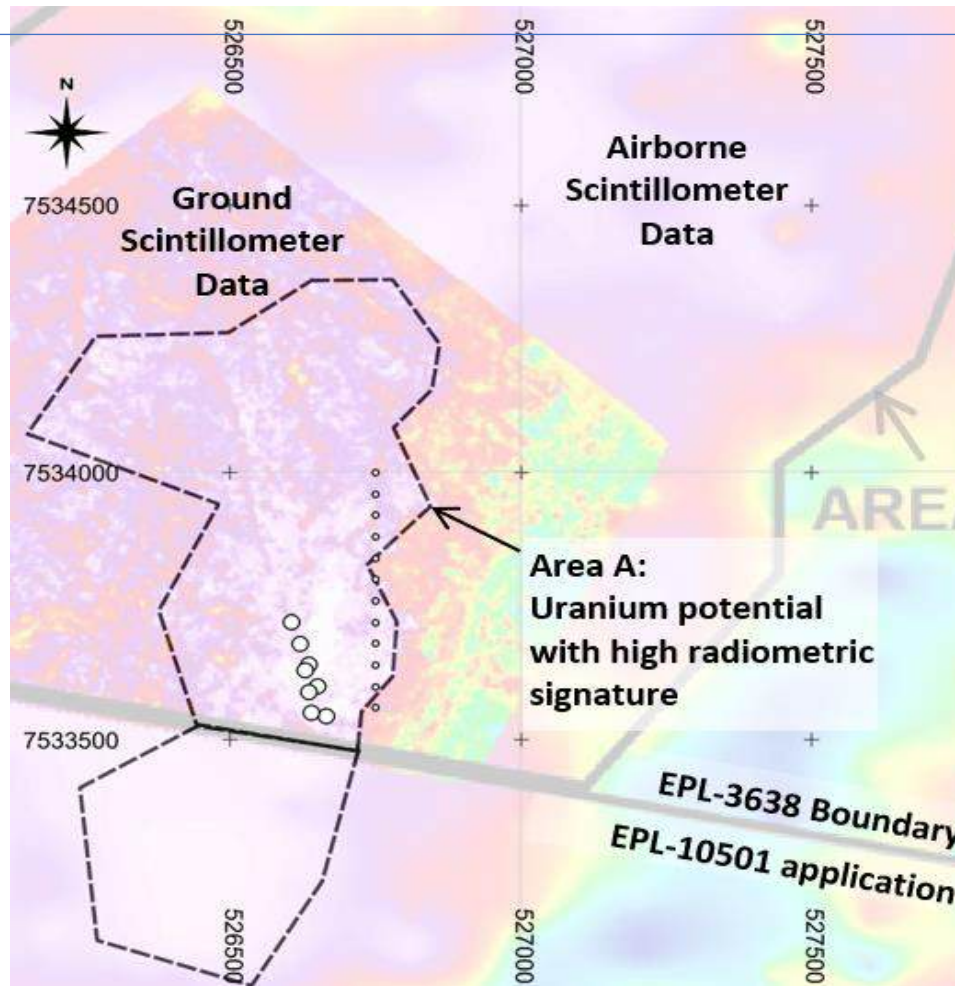 526500
527000
527500
N
Airborne
Scintillometer
Data
7534500
Ground
Scintillometer
Data
7534000
AREA
Area A:
Uranium potential
with high radiometric
signature
7533500
EPL-3638 Boundary
EPL-10501 application
526500
527000
527500